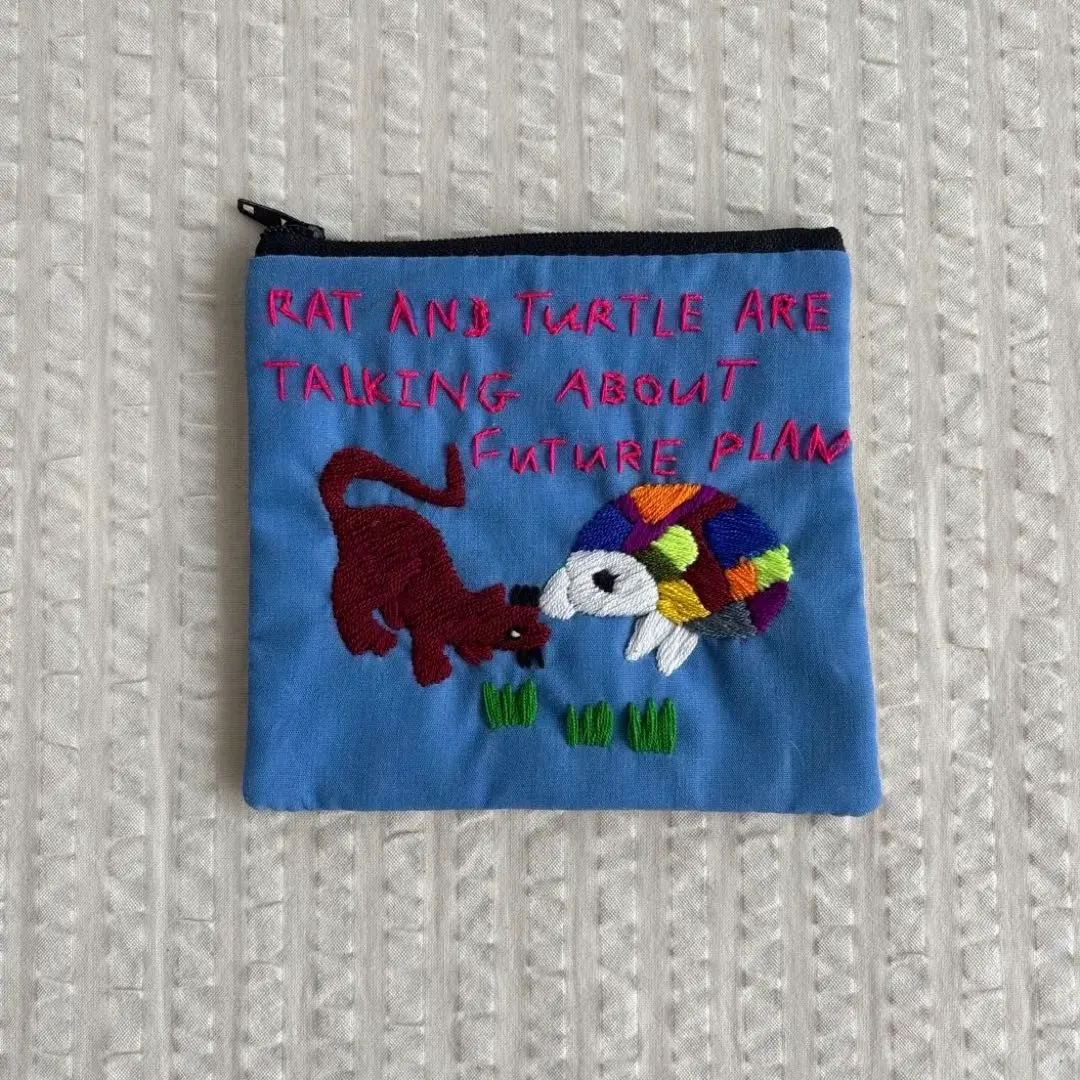 RAT AND TURTLE ARE
TALKING ABOUT
FUTURE PLAN